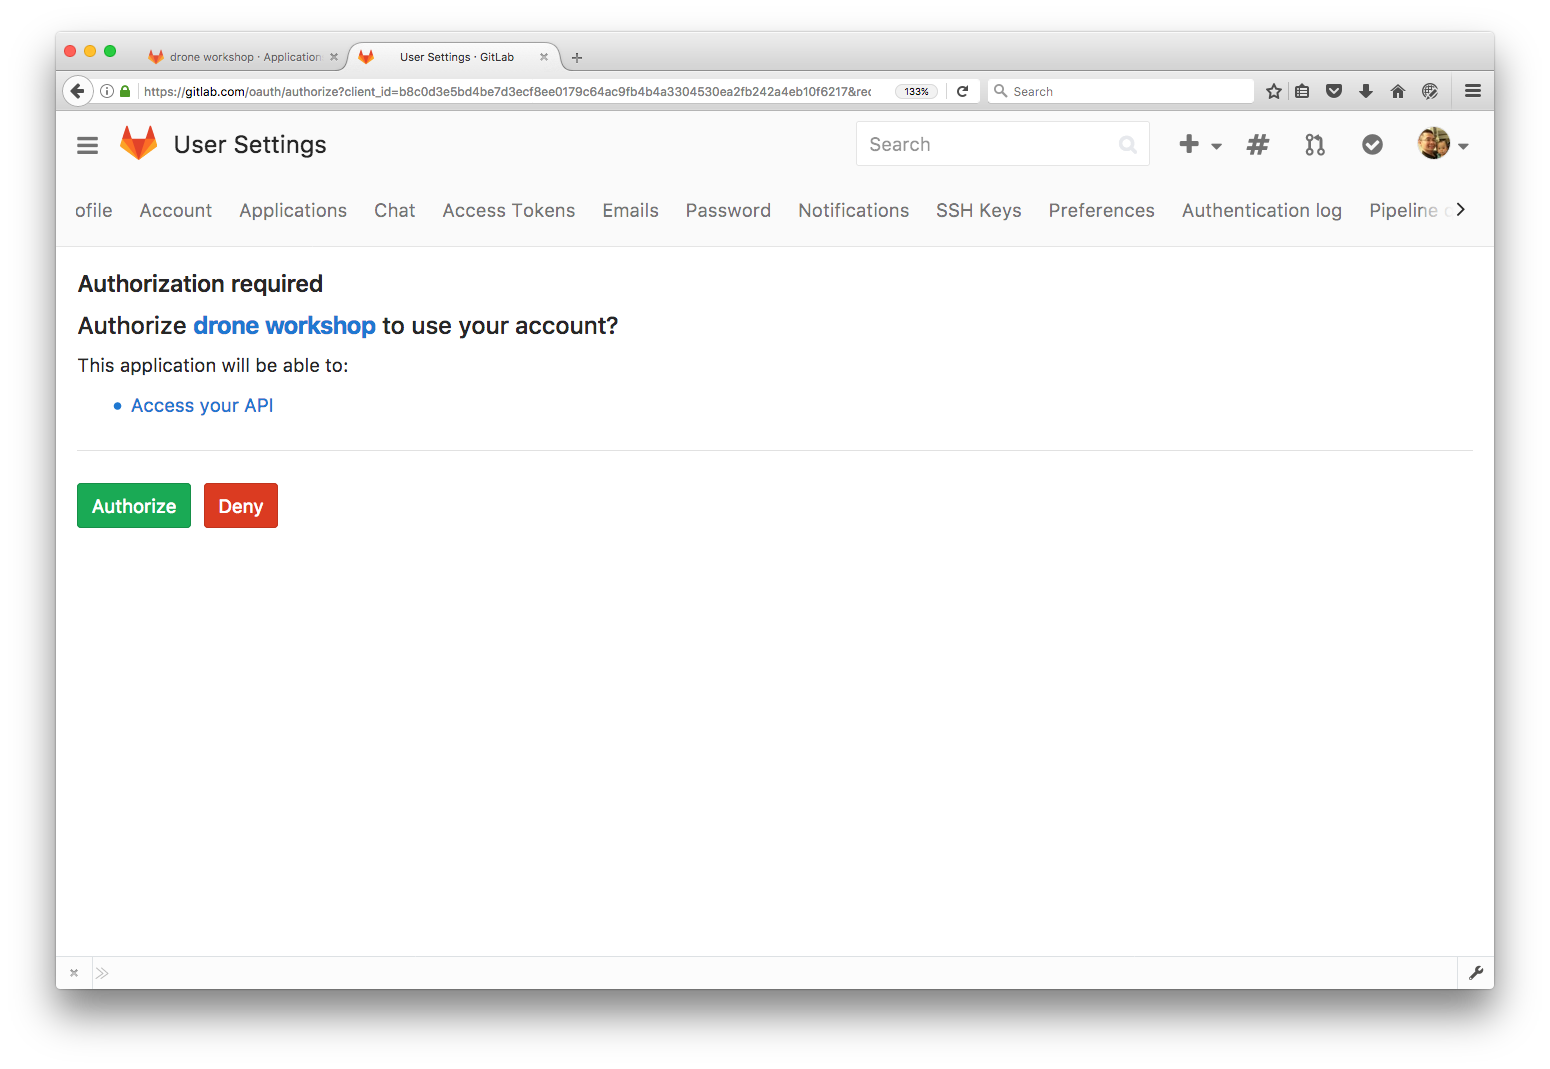 drone workshop · Application
User Settings · GitLab
https://gitlab.com/oauth/authorize?client_id=b8c0d3e5bd4be7d3ecf8ee0179c64ac9fb4b4a3304530ea2fb242a4eb10f6217&rec
133%
Search
User Settings
Search
ofile Account Applications Chat Access Tokens Emails Password Notifications SSH Keys Preferences Authentication log Pipeline
Authorization required
Authorize drone workshop to use your account?
This application will be able to:
• Access your API
Authorize Deny